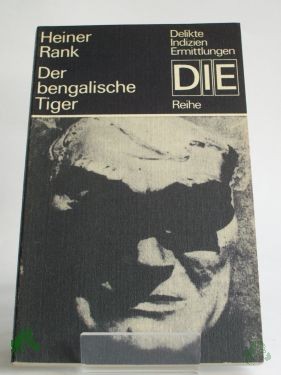 Heiner
Rank
Der
bengalische
Tiger
Delikte
Indizien
Ermittlungen
DIE
Reihe